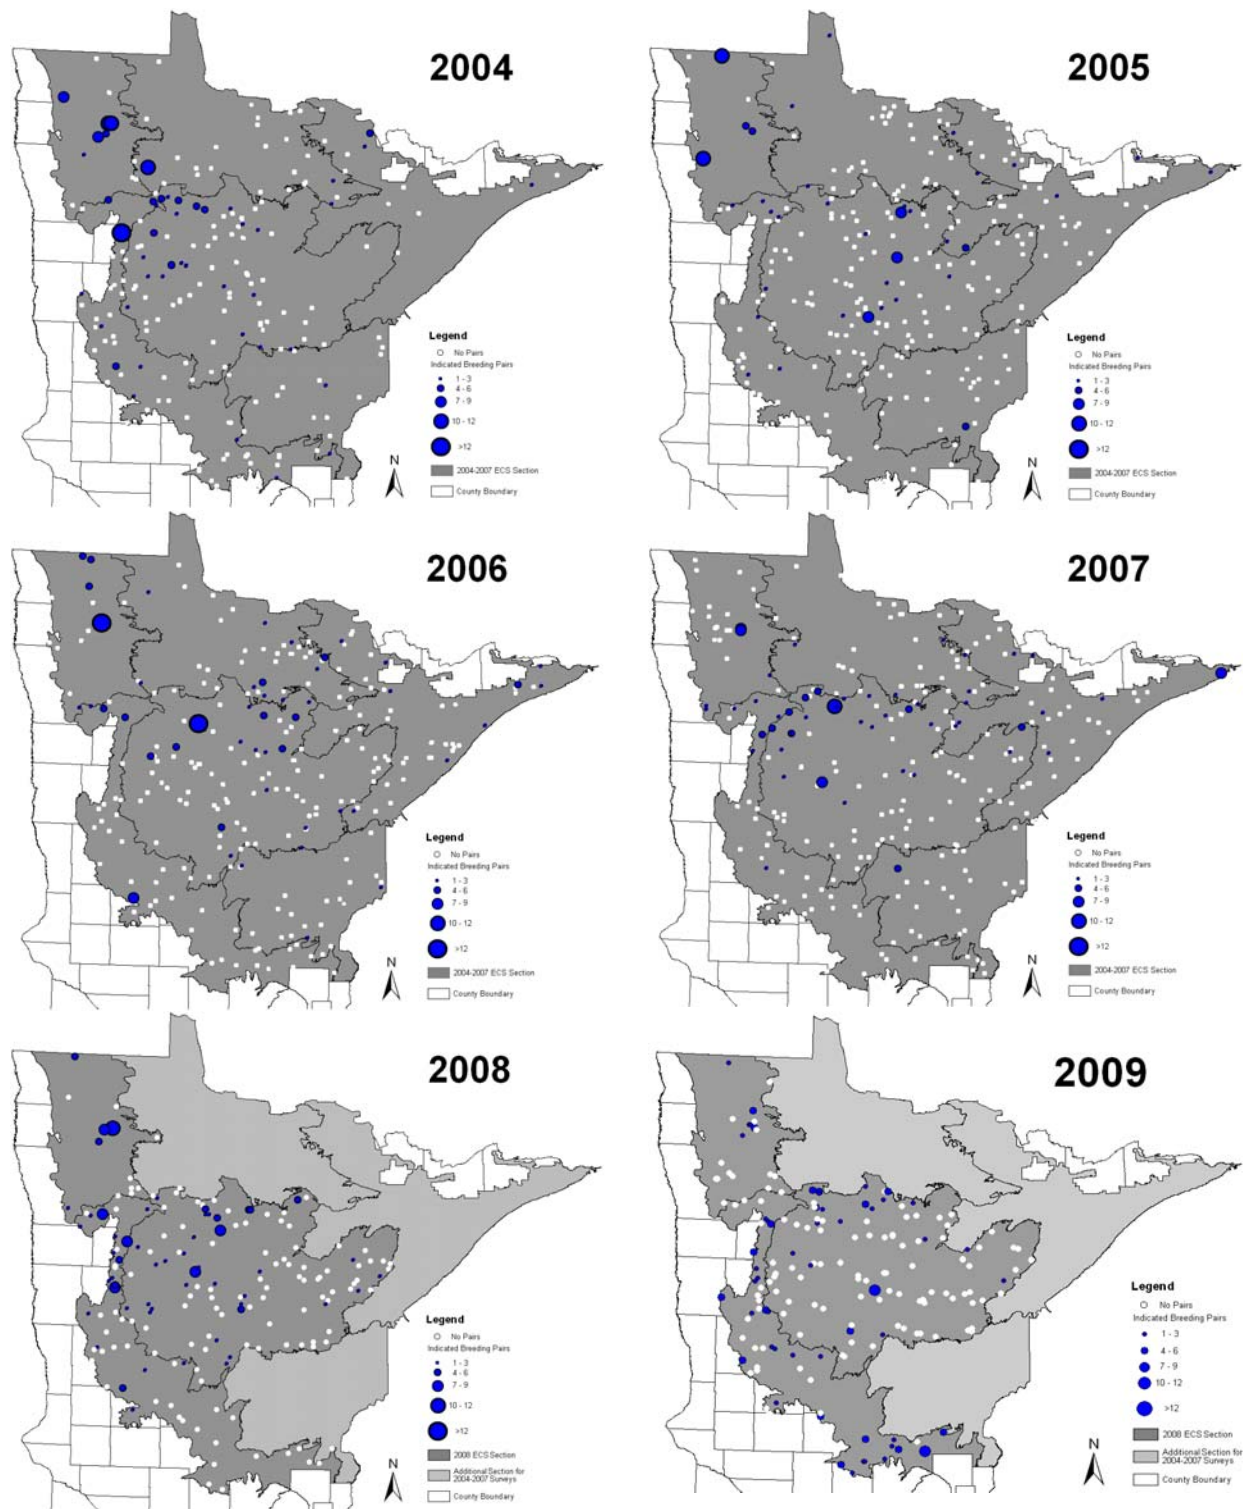 2004
Legend
No Pairs
Indicated Breeding Pairs
1 - 3
4 - 6
7 - 9
10 - 12
>12
2004-2007 ECS Section
County Boundary
N
2005
Legend
No Pairs
Indicated Breeding Pairs
1 - 3
4 - 6
7 - 9
10 - 12
>12
2004-2007 ECS Section
County Boundary
N
2006
Legend
No Pairs
Indicated Breeding Pairs
1 - 3
4 - 6
7 - 9
10 - 12
>12
2004-2007 ECS Section
County Boundary
N
2007
Legend
No Pairs
Indicated Breeding Pairs
1 - 3
4 - 6
7 - 9
10 - 12
>12
2004-2007 ECS Section
County Boundary
N
2008
Legend
No Pairs
Indicated Breeding Pairs
1 - 3
4 - 6
7 - 9
10 - 12
>12
2008 ECS Section
Additional Section for
2004-2007 Surveys
County Boundary
N
2009
Legend
No Pairs
Indicated Breeding Pairs
1 - 3
4 - 6
7 - 9
10 - 12
>12
2008 ECS Section
Additional Section for
2004-2007 Surveys
County Boundary
N